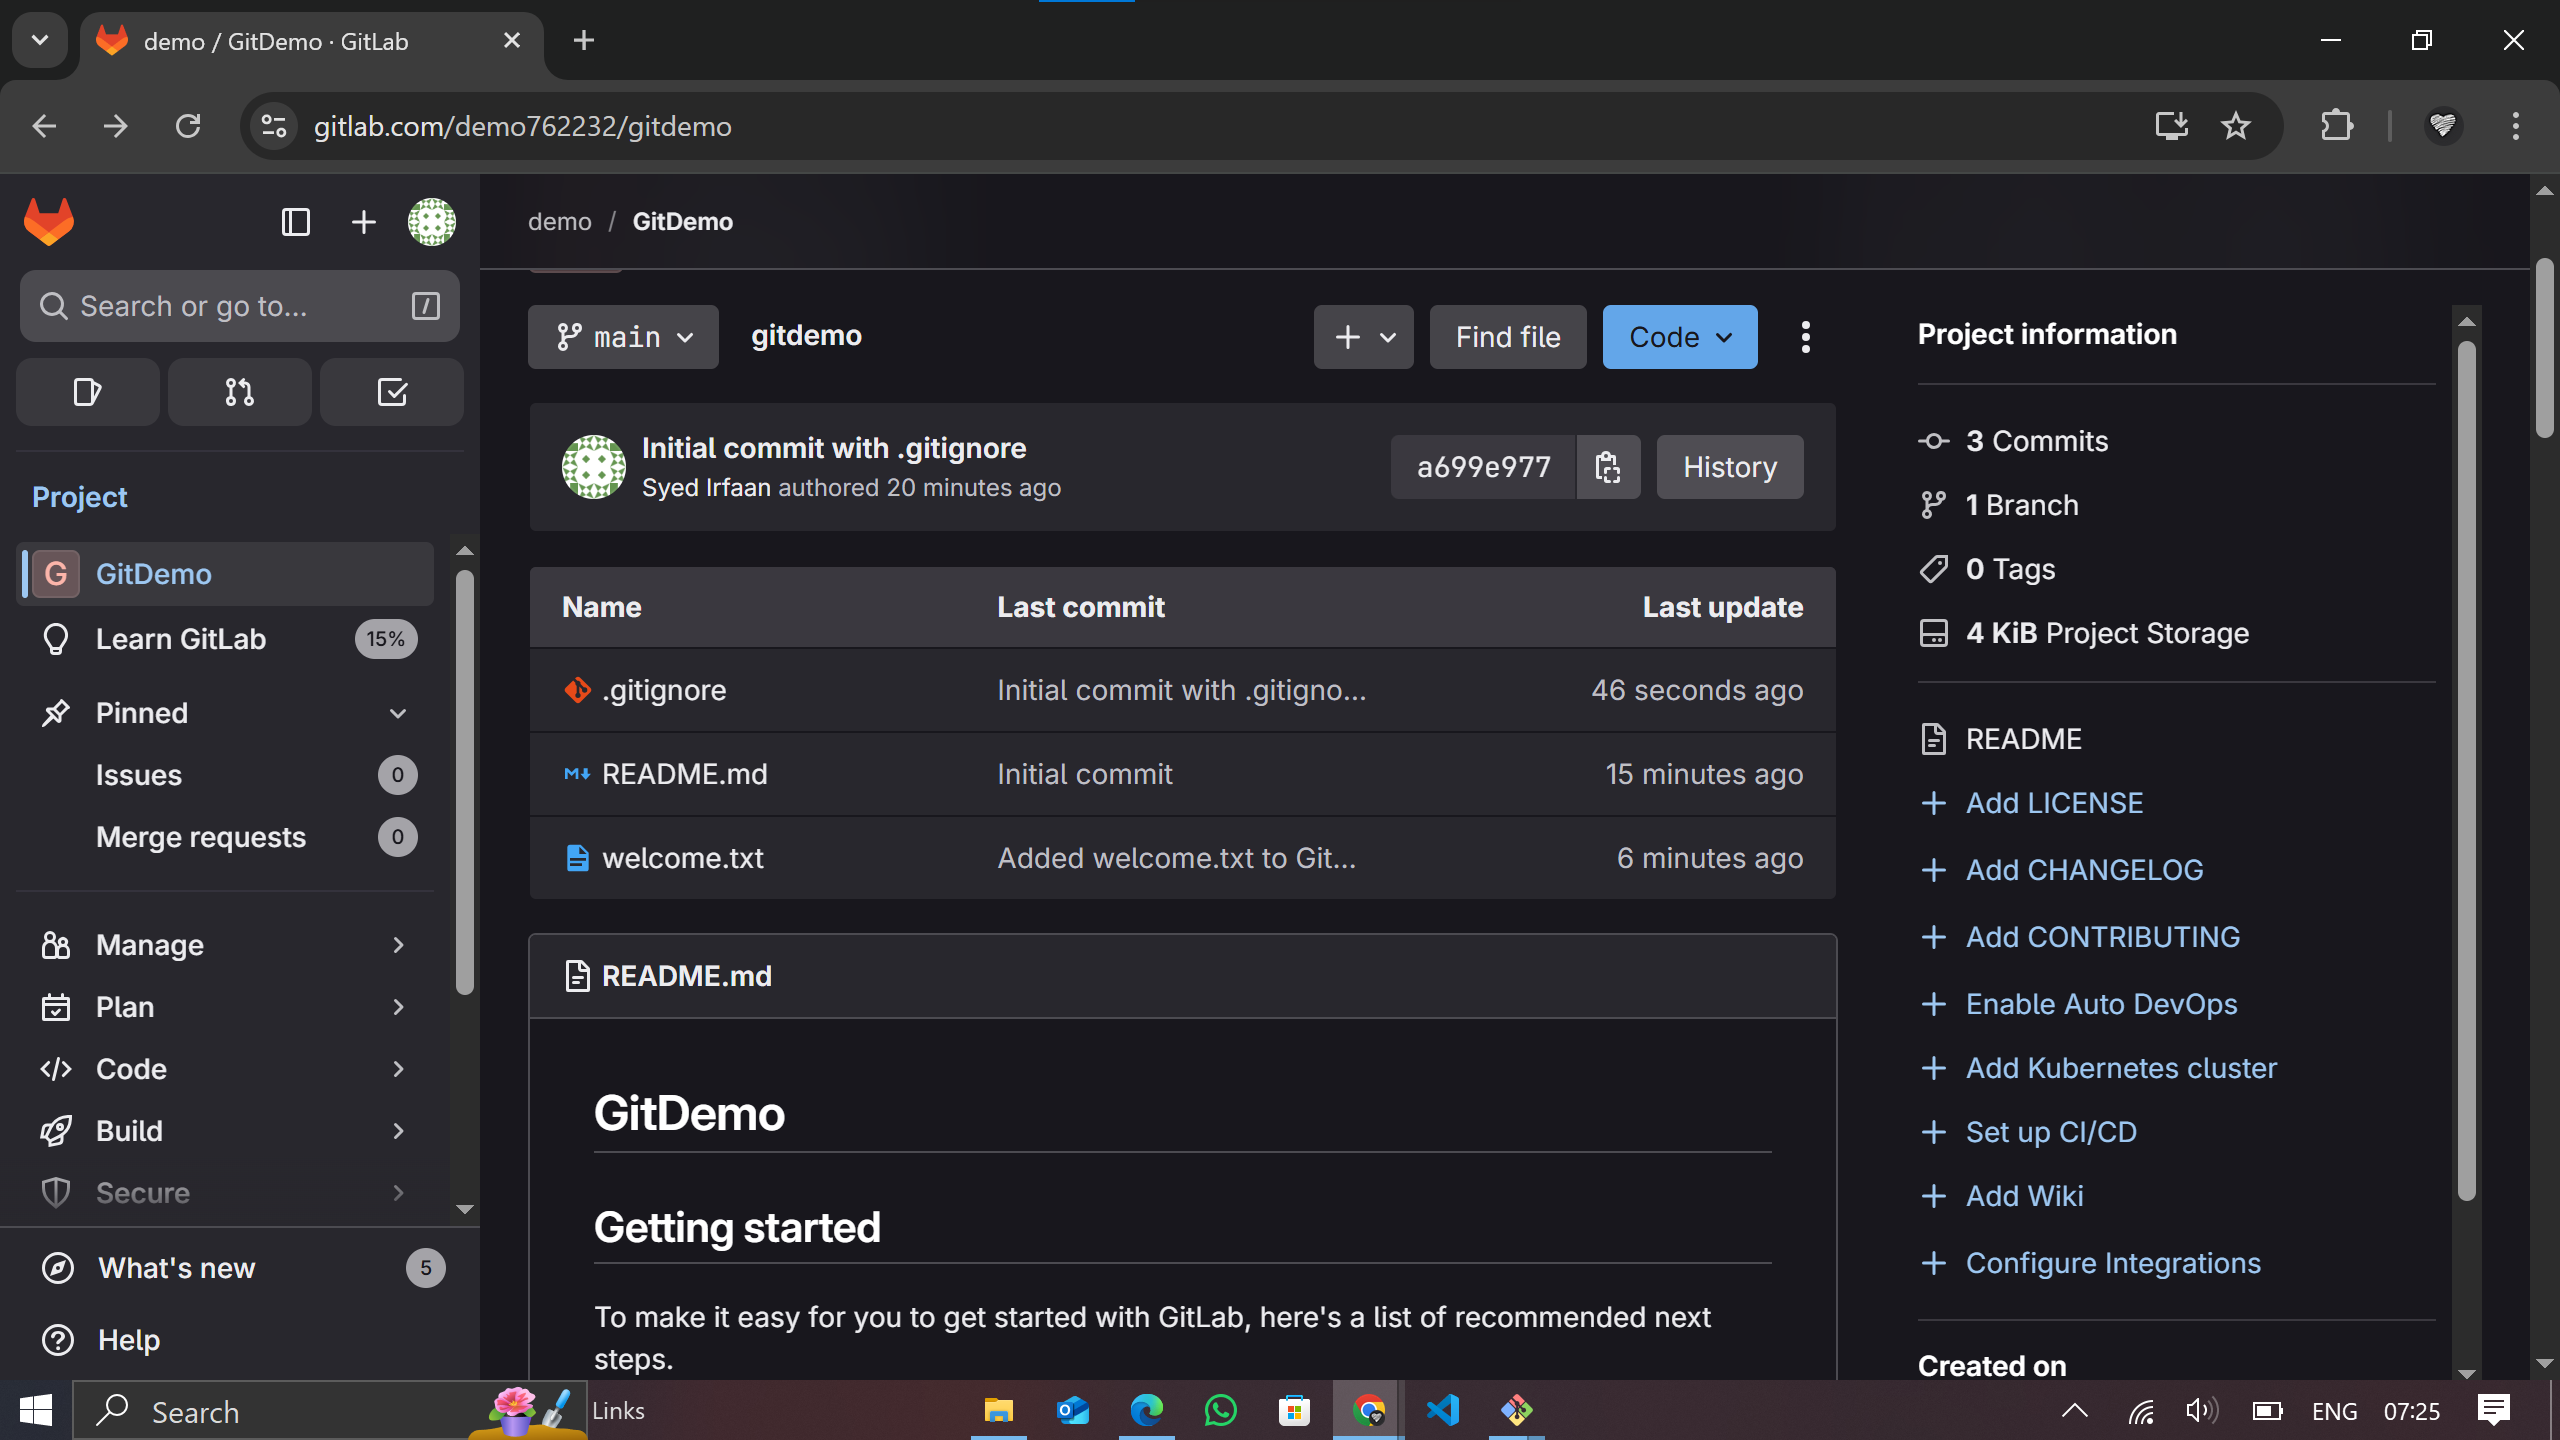 demo / GitDemo · GitLab
gitlab.com/demo762232/gitdemo
Search or go to...
/
Project
G GitDemo
Learn GitLab 15%
Pinned
Issues 0
Merge requests 0
Manage
Plan
Code
Build
Secure
What's new 5
Help
demo / GitDemo
main gitdemo Find file Code
Initial commit with .gitignore
Syed Irfaan authored 20 minutes ago
a699e977 History
Name Last commit Last update
.gitignore Initial commit with .gitigno... 46 seconds ago
README.md Initial commit 15 minutes ago
welcome.txt Added welcome.txt to Git... 6 minutes ago
README.md
GitDemo
Getting started
To make it easy for you to get started with GitLab, here's a list of recommended next
steps.
Project information
3 Commits
1 Branch
0 Tags
4 KiB Project Storage
README
Add LICENSE
Add CHANGELOG
Add CONTRIBUTING
Enable Auto DevOps
Add Kubernetes cluster
Set up CI/CD
Add Wiki
Configure Integrations
Created on
Search
Links
ENG 07:25